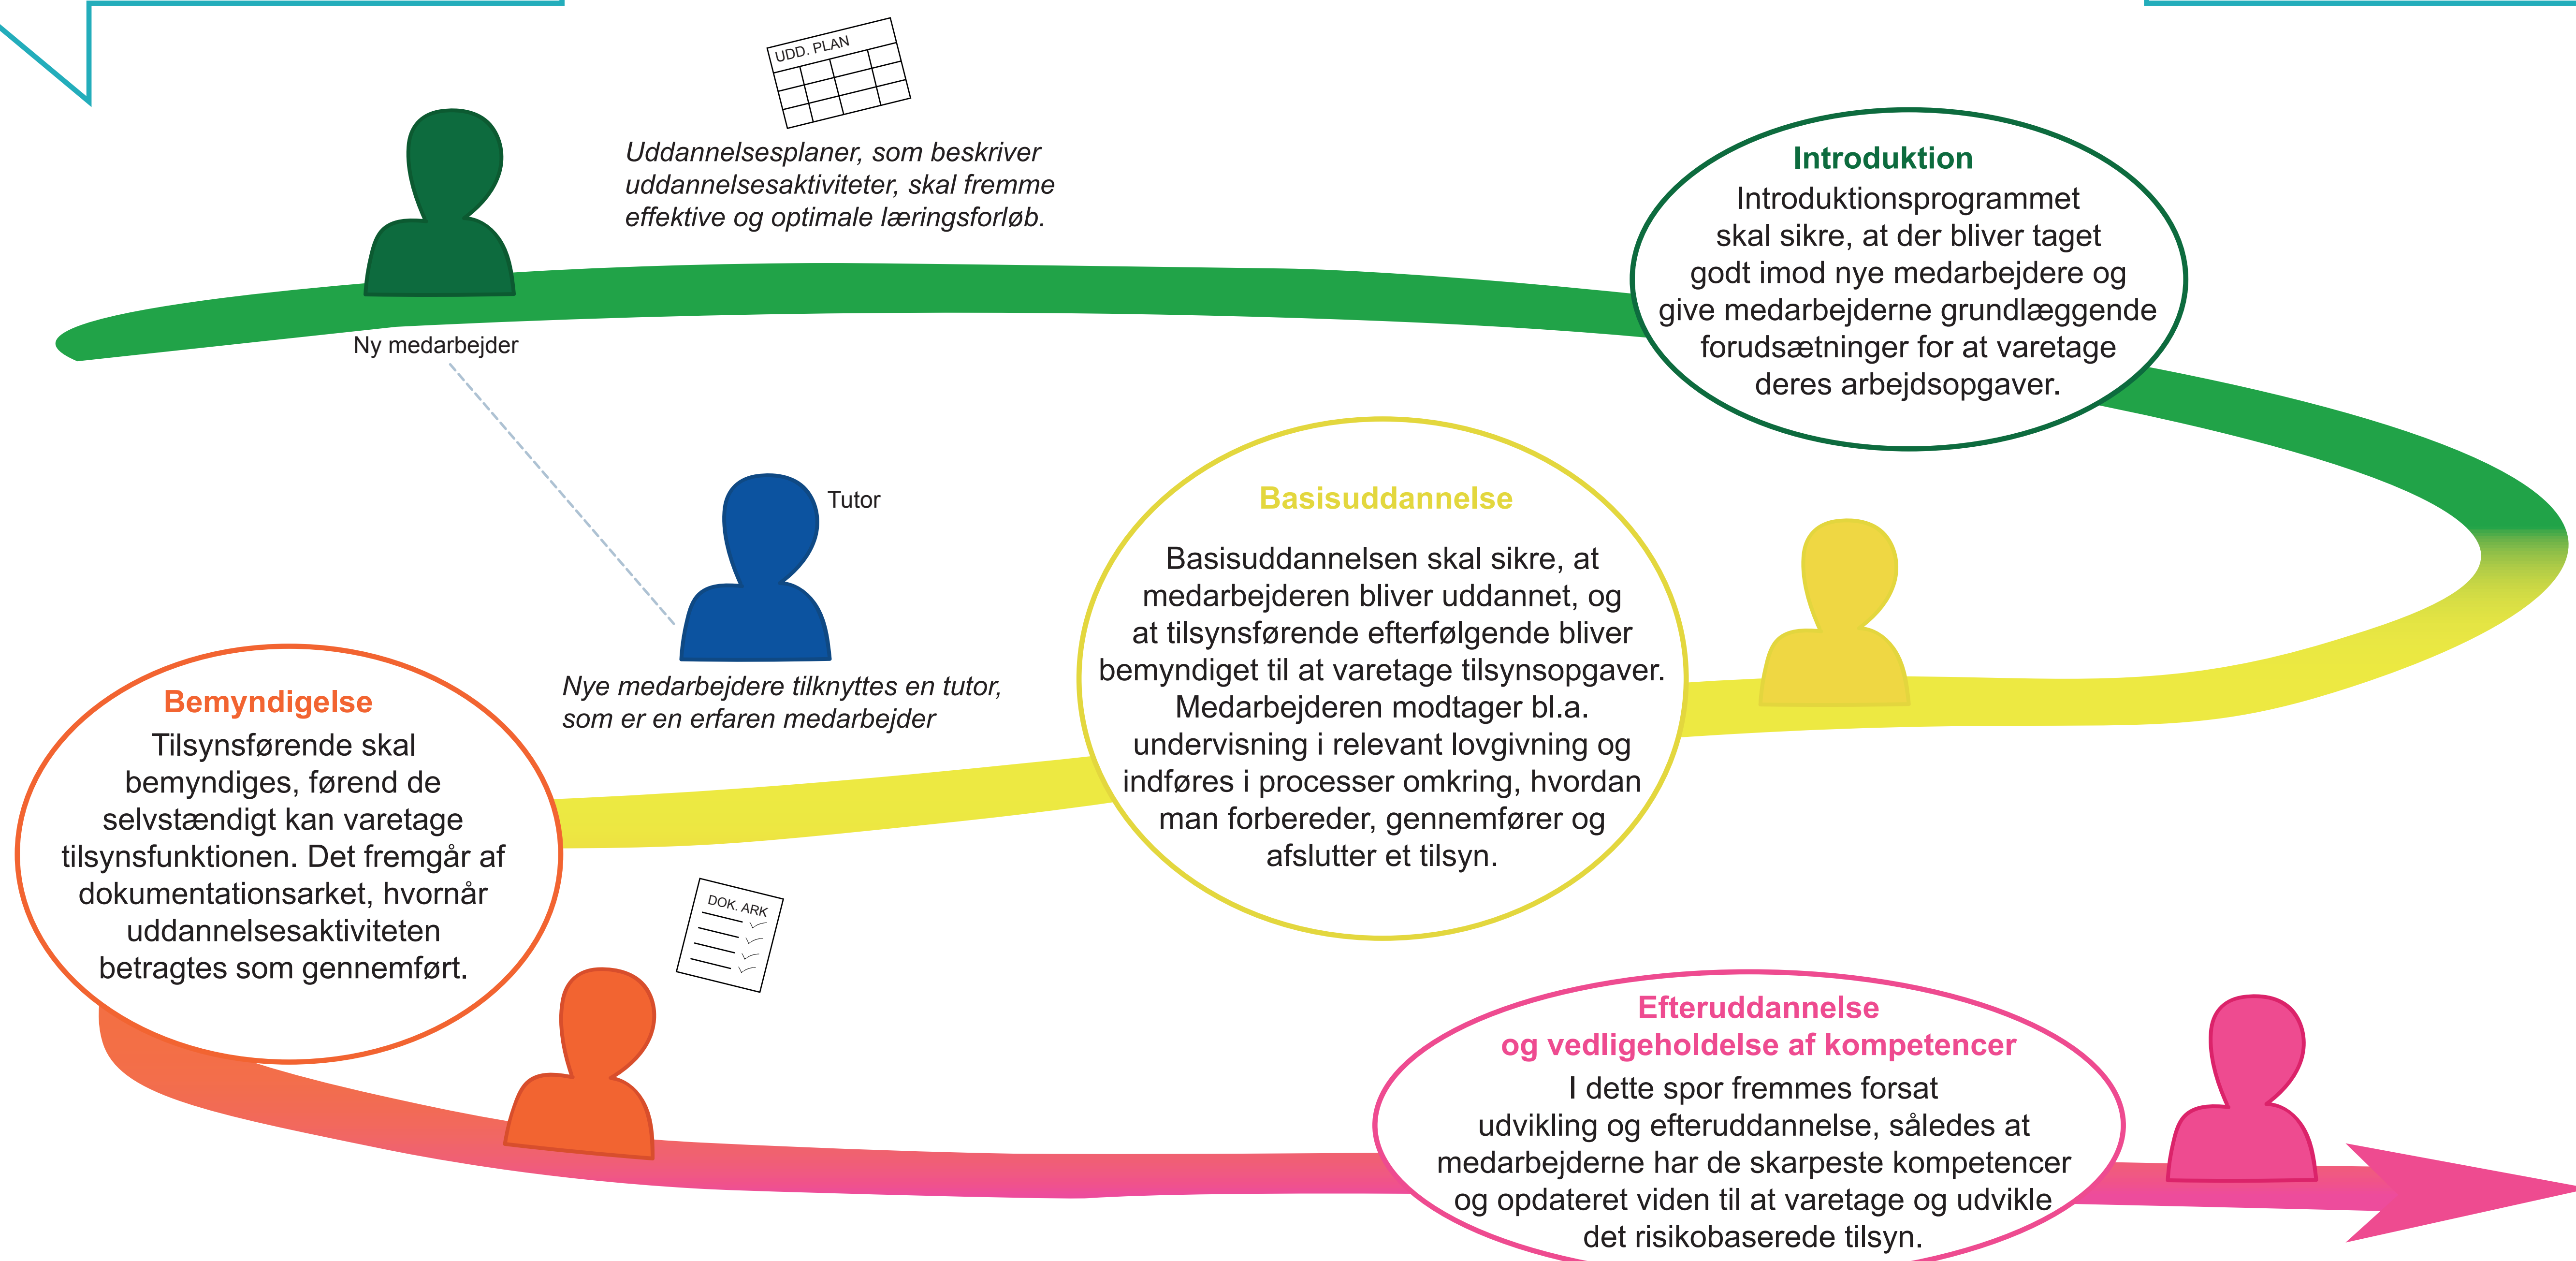 UDD. PLAN
Uddannelsesplaner, som beskriver
uddannelsesaktiviteter, skal fremme
effektive og optimale læringsforløb.
Ny medarbejder
Introduktion
Introduktionsprogrammet
skal sikre, at der bliver taget
godt imod nye medarbejdere og
give medarbejderne grundlæggende
forudsætninger for at varetage
deres arbejdsopgaver.
Tutor
Nye medarbejdere tilknyttes en tutor,
som er en erfaren medarbejder
Basisuddannelse
Basisuddannelsen skal sikre, at
medarbejderen bliver uddannet, og
at tilsynsførende efterfølgende bliver
bemyndiget til at varetage tilsynsopgaver.
Medarbejderen modtager bl.a.
undervisning i relevant lovgivning og
indføres i processer omkring, hvordan
man forbereder, gennemfører og
afslutter et tilsyn.
Bemyndigelse
Tilsynsførende skal
bemyndiges, førend de
selvstændigt kan varetage
tilsynsfunktionen. Det fremgår af
dokumentationsarket, hvornår
uddannelsesaktiviteten
betragtes som gennemført.
DOK. ARK
Efteruddannelse
og vedligeholdelse af kompetencer
I dette spor fremmes forsat
udvikling og efteruddannelse, således at
medarbejderne har de skarpeste kompetencer
og opdateret viden til at varetage og udvikle
det risikobaserede tilsyn.